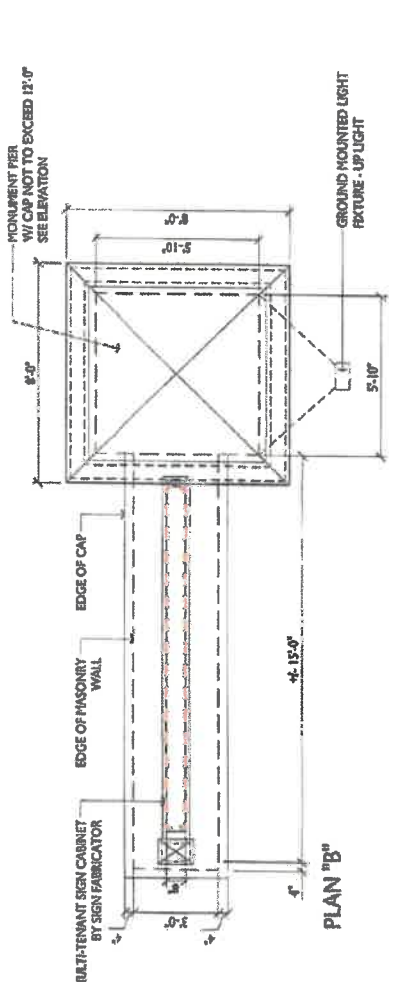 MONUMENT PIER
W/ CAP NOT TO EXCEED 12'-0"
SEE ELEVATION
8'-0"
8'-0"
5'-10"
GROUND MOUNTED LIGHT
FIXTURE - UP LIGHT
5'-10"
EDGE OF CAP
EDGE OF MASONRY
WALL
MULTI-TENANT SIGN CABINET
BY SIGN FABRICATOR
+/- 15'-0"
4"
4"
4"
PLAN "B"